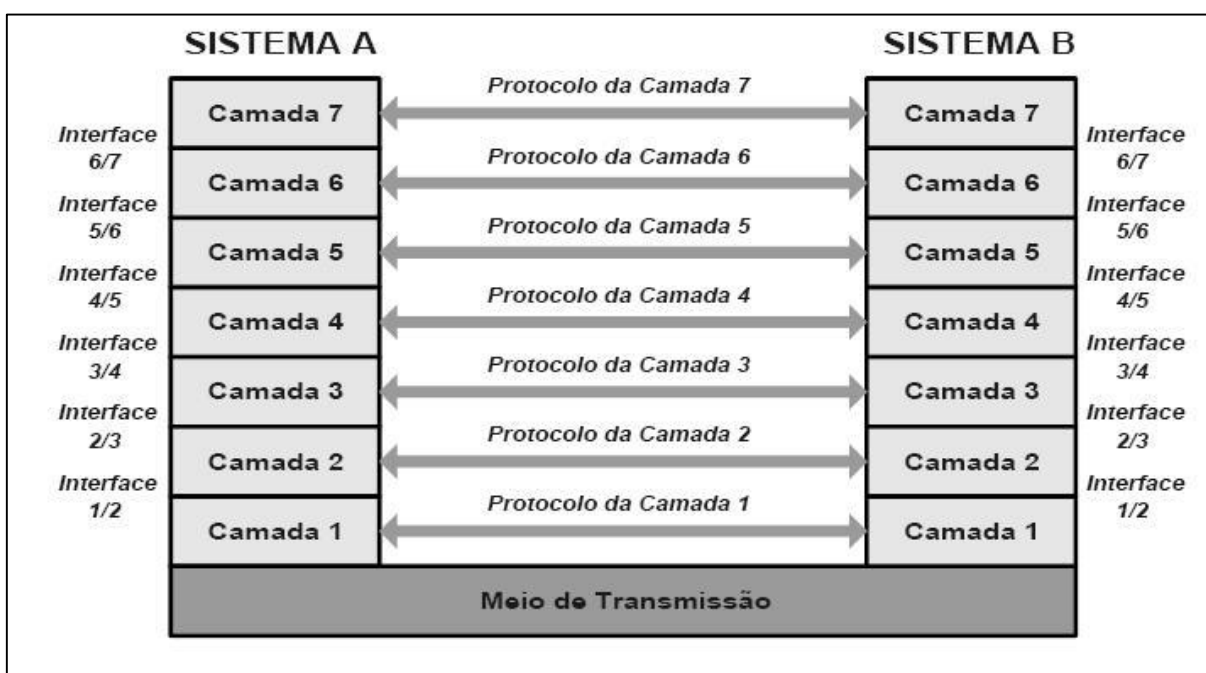 SISTEMA A
SISTEMA B
Protocolo da Camada 7
Camada 7
Camada 7
Interface
6/7
Interface
6/7
Protocolo da Camada 6
Camada 6
Camada 6
Interface
5/6
Interface
5/6
Protocolo da Camada 5
Camada 5
Camada 5
Interface
4/5
Interface
4/5
Protocolo da Camada 4
Camada 4
Camada 4
Interface
3/4
Interface
3/4
Protocolo da Camada 3
Camada 3
Camada 3
Interface
2/3
Interface
2/3
Protocolo da Camada 2
Camada 2
Camada 2
Interface
1/2
Interface
1/2
Protocolo da Camada 1
Camada 1
Camada 1
Meio de Transmissão